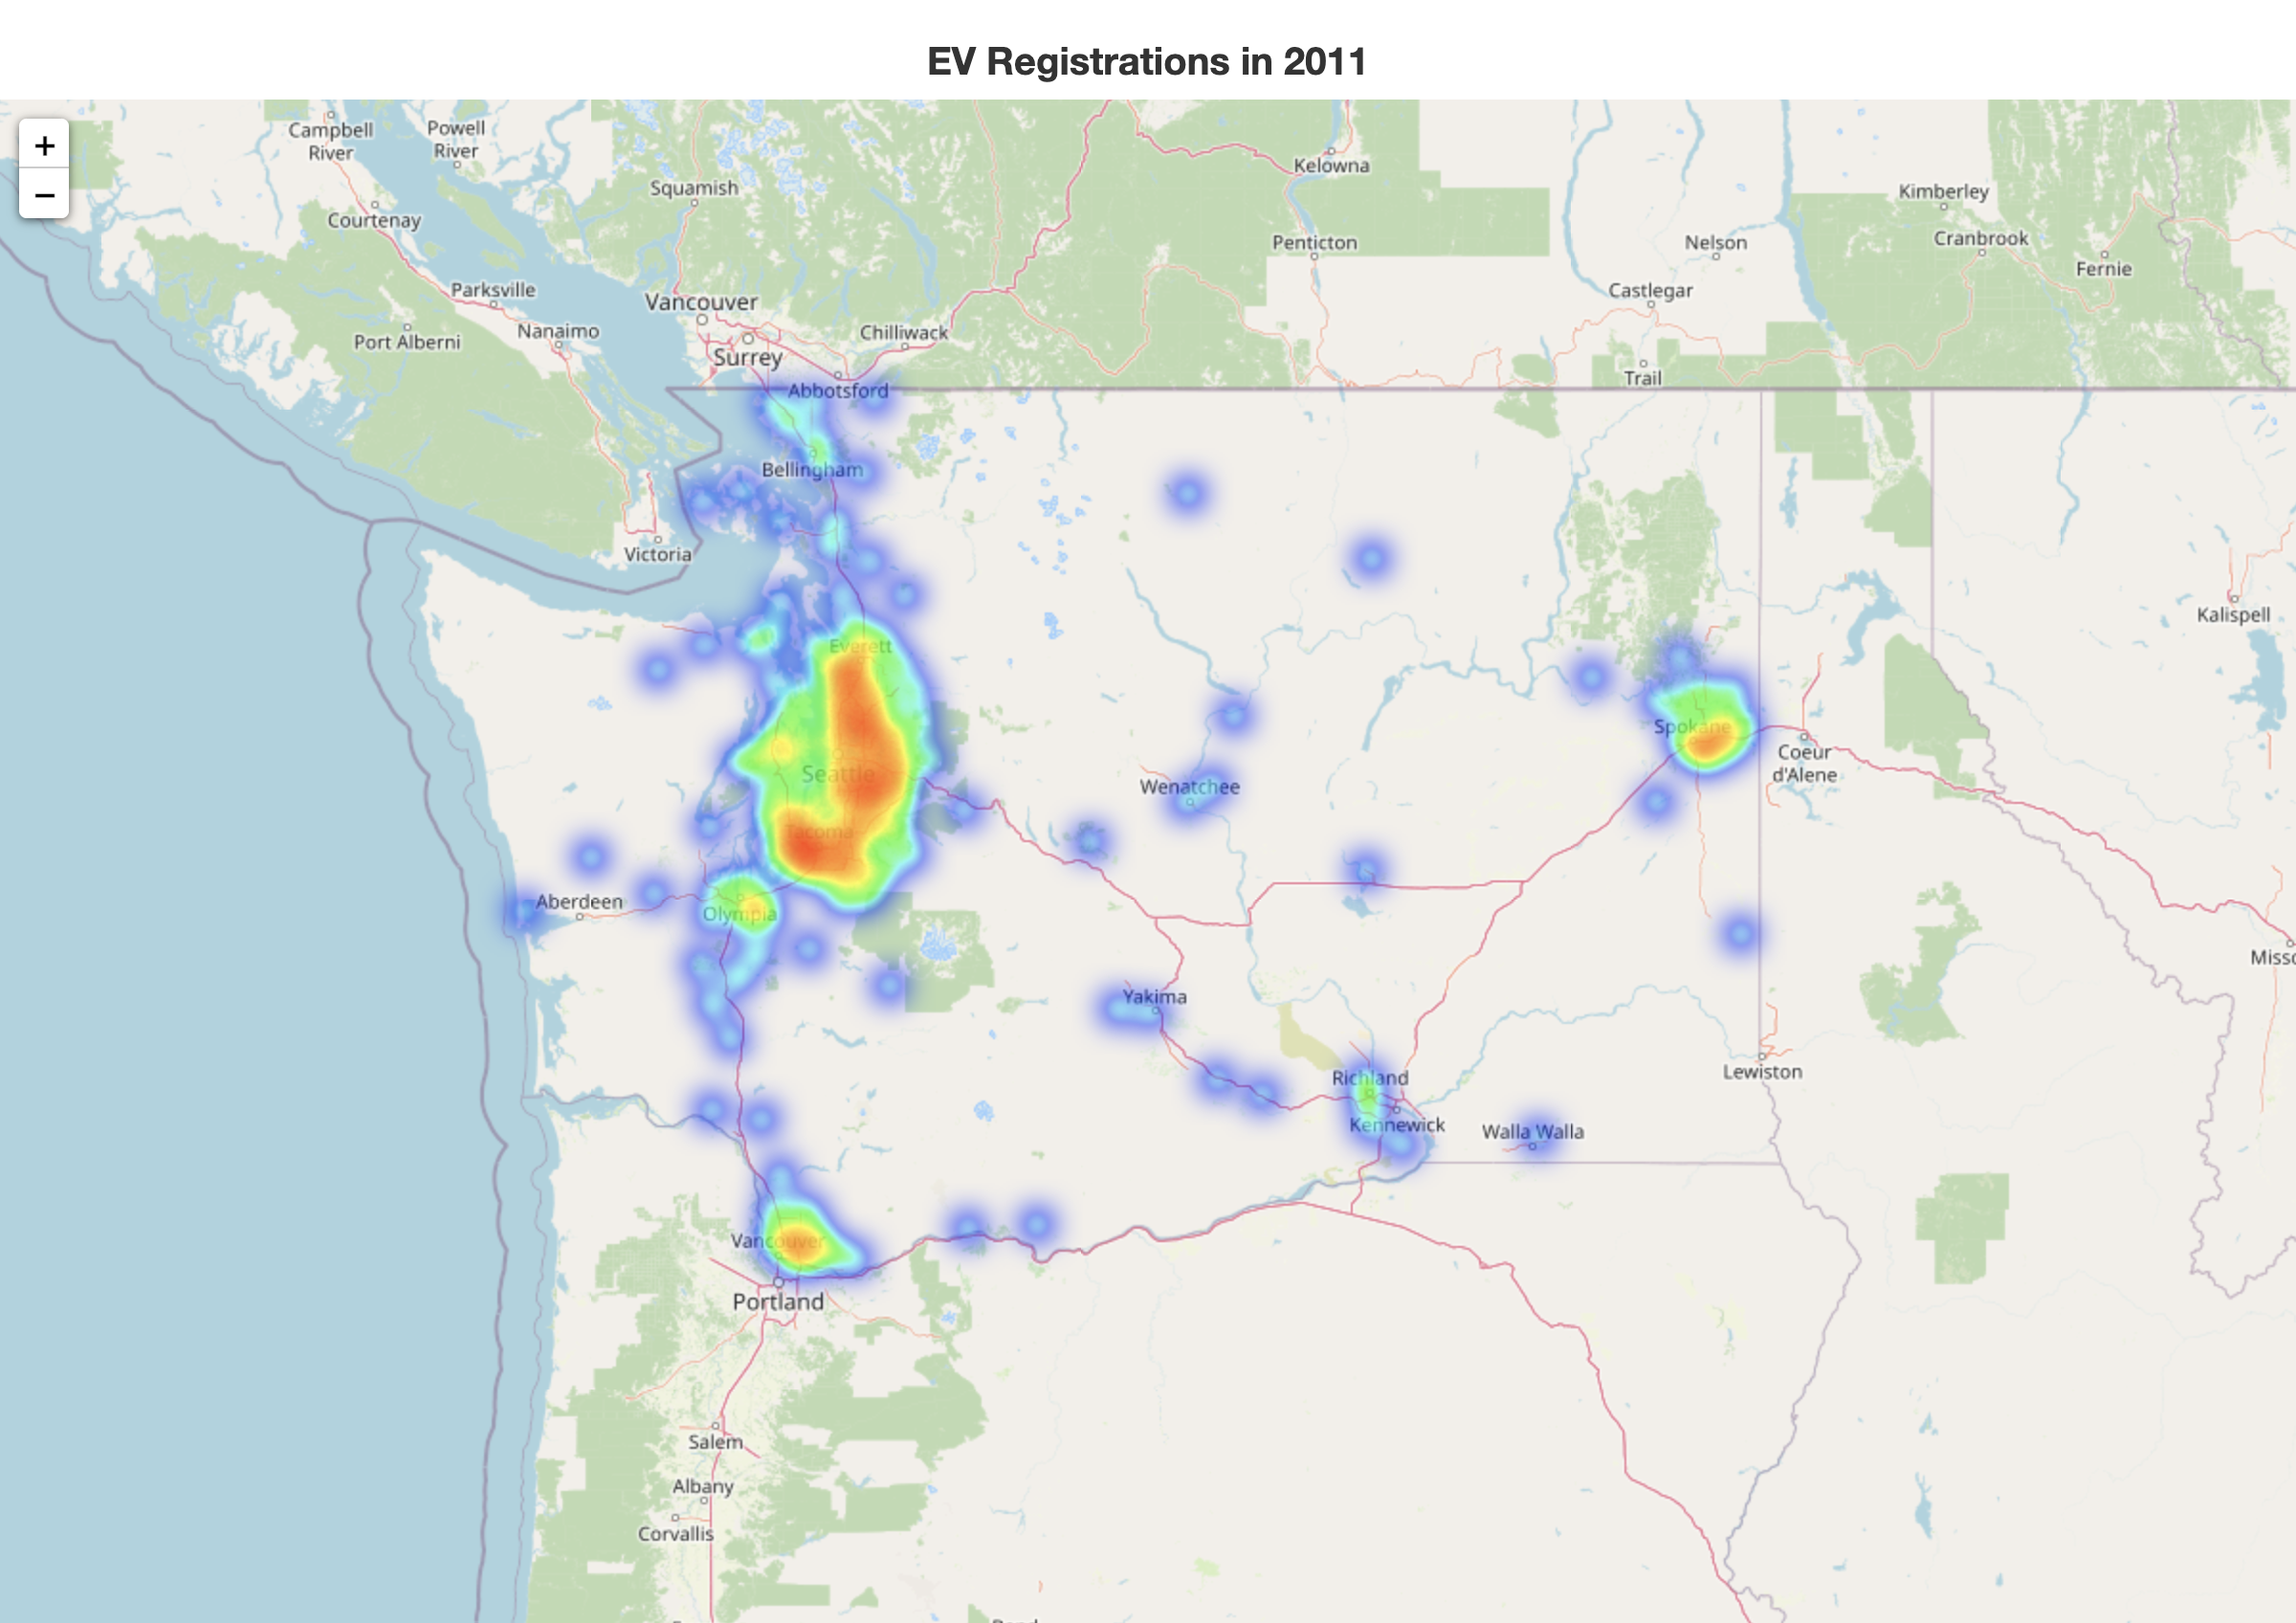 EV Registrations in 2011
+
−
Campbell
River
Powell
River
Squamish
Kelowna
Kimberley
Courtenay
Penticton
Nelson
Cranbrook
Fernie
Parksville
Vancouver
Castlegar
Port Alberni
Nanaimo
Surrey
Chilliwack
Trail
Abbotsford
Bellingham
Victoria
Kalispell
Everett
Spokane
Coeur
d'Alene
Seattle
Wenatchee
Tacoma
Aberdeen
Olympia
Misso
Yakima
Richland
Lewiston
Kennewick
Walla Walla
Vancouver
Portland
Salem
Albany
Corvallis